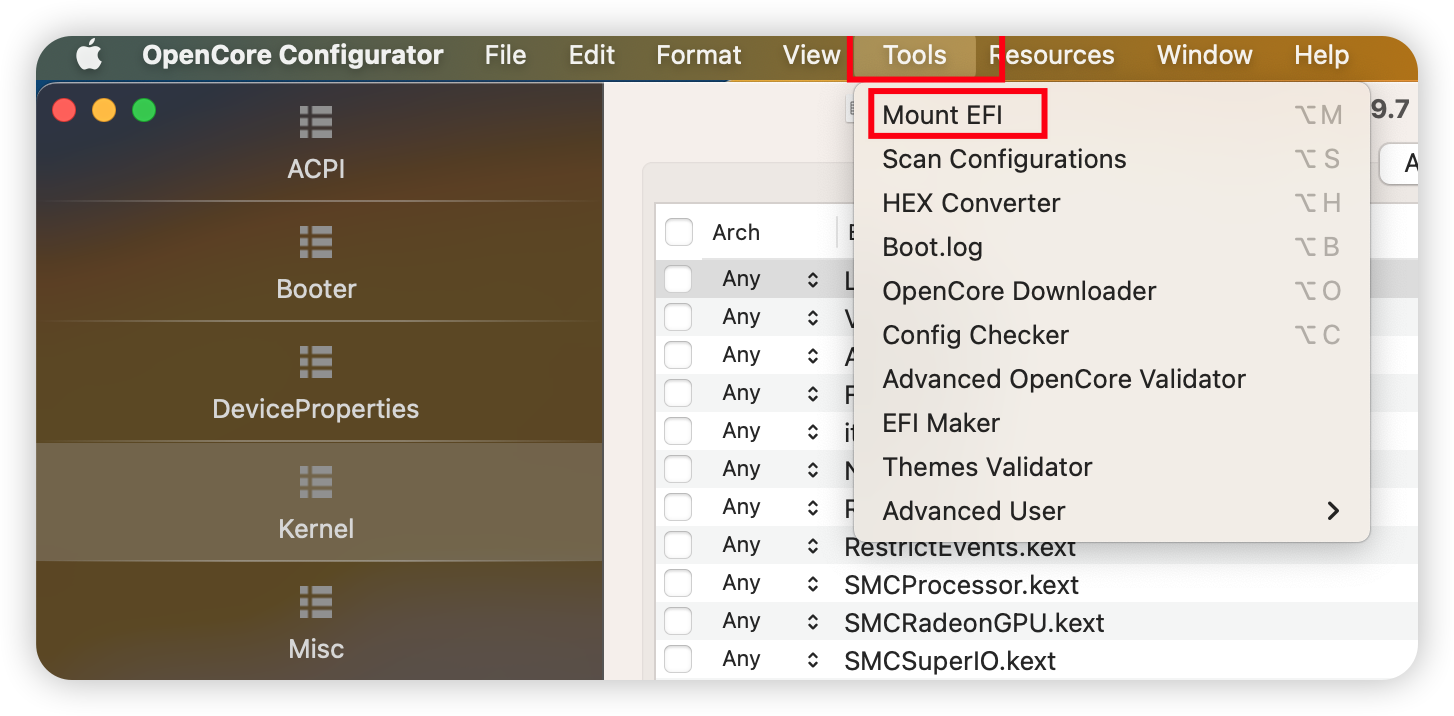 OpenCore Configurator File Edit Format View Tools Resources Window Help
Mount EFI ⌥M
Scan Configurations ⌥S
HEX Converter ⌥H
Boot.log ⌥B
OpenCore Downloader ⌥O
Config Checker ⌥C
Advanced OpenCore Validator
EFI Maker
Themes Validator
Advanced User
9.7
ACPI
Booter
DeviceProperties
Kernel
Misc
Arch
Any
Any
Any
Any
Any
Any
Any
Any RestrictEvents.kext
Any SMCProcessor.kext
Any SMCRadeonGPU.kext
Any SMCSuperIO.kext